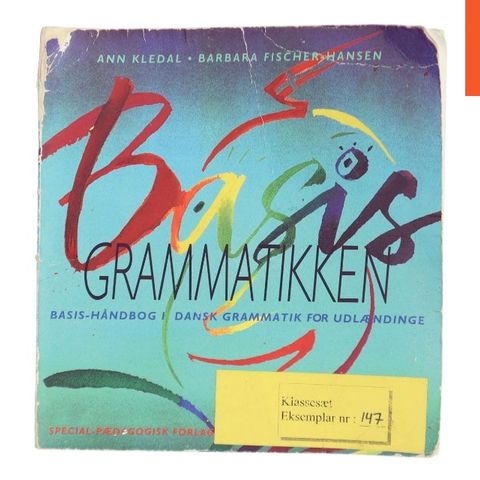 ANN KLEDAL • BARBARA FISCHER-HANSEN
Basis
GRAMMATIKKEN
BASIS-HÅNDBOG I DANSK GRAMMATIK FOR UDLÆNDINGE
Klassesæt
Eksemplar nr : 147
SPECIAL-PÆDAGOGISK FORLAG